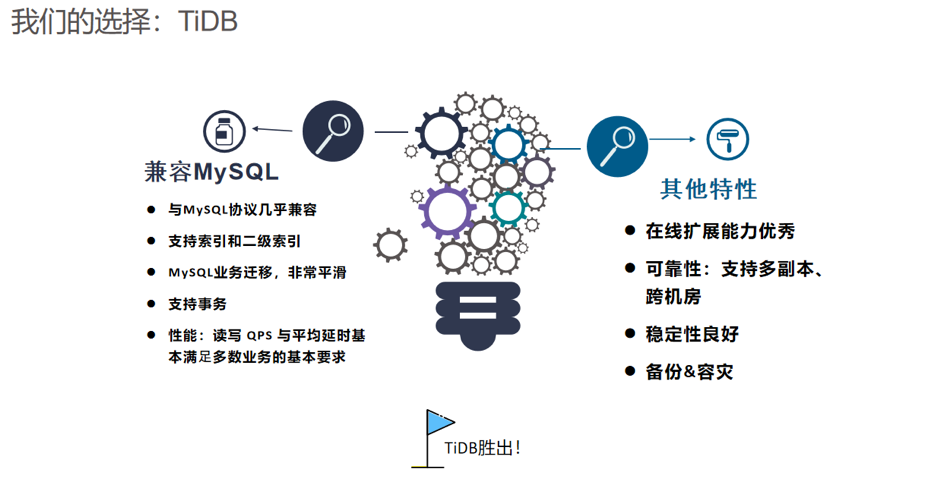 我们的选择：TiDB
兼容MySQL
● 与MySQL协议几乎兼容
● 支持索引和二级索引
● MySQL业务迁移，非常平滑
● 支持事务
● 性能：读写 QPS 与平均延时基
本满足多数业务的基本要求
其他特性
● 在线扩展能力优秀
● 可靠性：支持多副本、
跨机房
● 稳定性良好
● 备份&容灾
TiDB胜出！